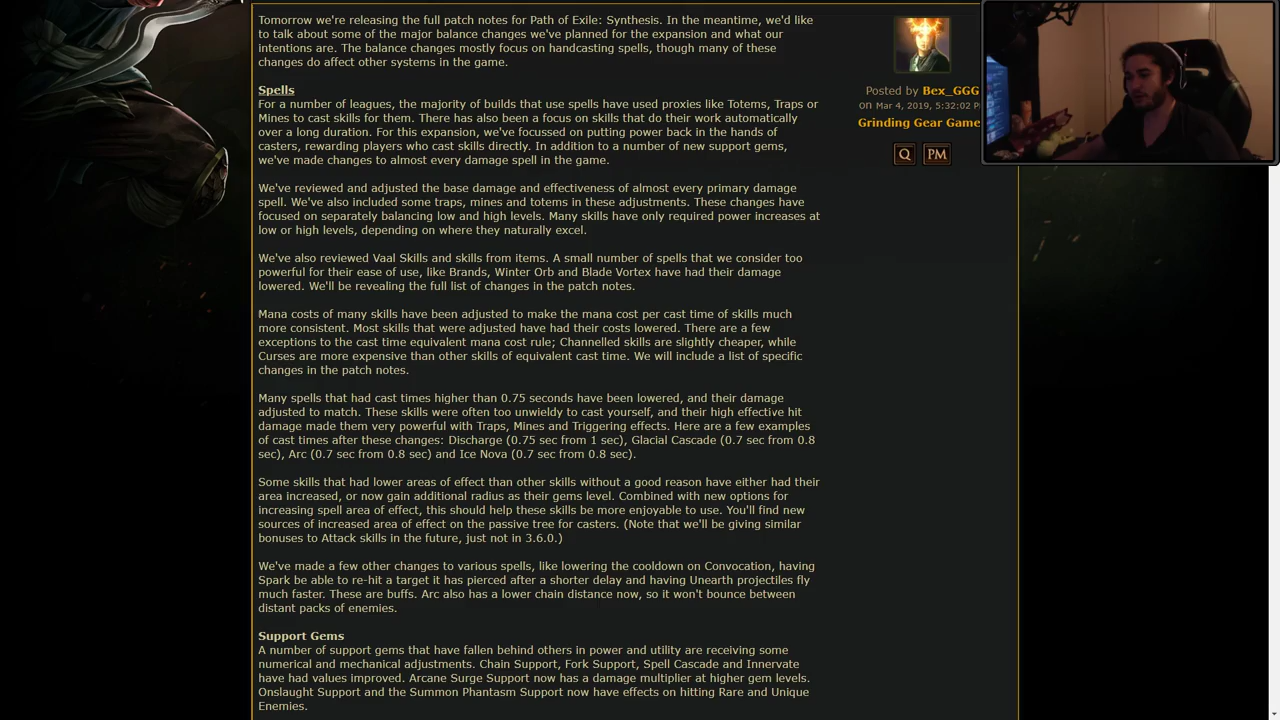 Tomorrow we're releasing the full patch notes for Path of Exile: Synthesis. In the meantime, we'd like
to talk about some of the major balance changes we've planned for the expansion and what our
intentions are. The balance changes mostly focus on handcasting spells, though many of these
changes do affect other systems in the game.
Spells
For a number of leagues, the majority of builds that use spells have used proxies like Totems, Traps or
Mines to cast skills for them. There has also been a focus on skills that do their work automatically
over a long duration. For this expansion, we've focussed on putting power back in the hands of
casters, rewarding players who cast skills directly. In addition to a number of new support gems,
we've made changes to almost every damage spell in the game.
We've reviewed and adjusted the base damage and effectiveness of almost every primary damage
spell. We've also included some traps, mines and totems in these adjustments. These changes have
focused on separately balancing low and high levels. Many skills have only required power increases at
low or high levels, depending on where they naturally excel.
We've also reviewed Vaal Skills and skills from items. A small number of spells that we consider too
powerful for their ease of use, like Brands, Winter Orb and Blade Vortex have had their damage
lowered. We'll be revealing the full list of changes in the patch notes.
Mana costs of many skills have been adjusted to make the mana cost per cast time of skills much
more consistent. Most skills that were adjusted have had their costs lowered. There are a few
exceptions to the cast time equivalent mana cost rule; Channelled skills are slightly cheaper, while
Curses are more expensive than other skills of equivalent cast time. We will include a list of specific
changes in the patch notes.
Many spells that had cast times higher than 0.75 seconds have been lowered, and their damage
adjusted to match. These skills were often too unwieldy to cast yourself, and their high effective hit
damage made them very powerful with Traps, Mines and Triggering effects. Here are a few examples
of cast times after these changes: Discharge (0.75 sec from 1 sec), Glacial Cascade (0.7 sec from 0.8
sec), Arc (0.7 sec from 0.8 sec) and Ice Nova (0.7 sec from 0.8 sec).
Some skills that had lower areas of effect than other skills without a good reason have either had their
area increased, or now gain additional radius as their gems level. Combined with new options for
increasing spell area of effect, this should help these skills be more enjoyable to use. You'll find new
sources of increased area of effect on the passive tree for casters. (Note that we'll be giving similar
bonuses to Attack skills in the future, just not in 3.6.0.)
We've made a few other changes to various spells, like lowering the cooldown on Convocation, having
Spark be able to re-hit a target it has pierced after a shorter delay and having Unearth projectiles fly
much faster. These are buffs. Arc also has a lower chain distance now, so it won't bounce between
distant packs of enemies.
Support Gems
A number of support gems that have fallen behind others in power and utility are receiving some
numerical and mechanical adjustments. Chain Support, Fork Support, Spell Cascade and Innervate
have had values improved. Arcane Surge Support now has a damage multiplier at higher gem levels.
Onslaught Support and the Summon Phantasm Support now have effects on hitting Rare and Unique
Enemies.
Posted by Bex_GGG
on Mar 4, 2019, 5:32:02 P
Grinding Gear Game
Q PM